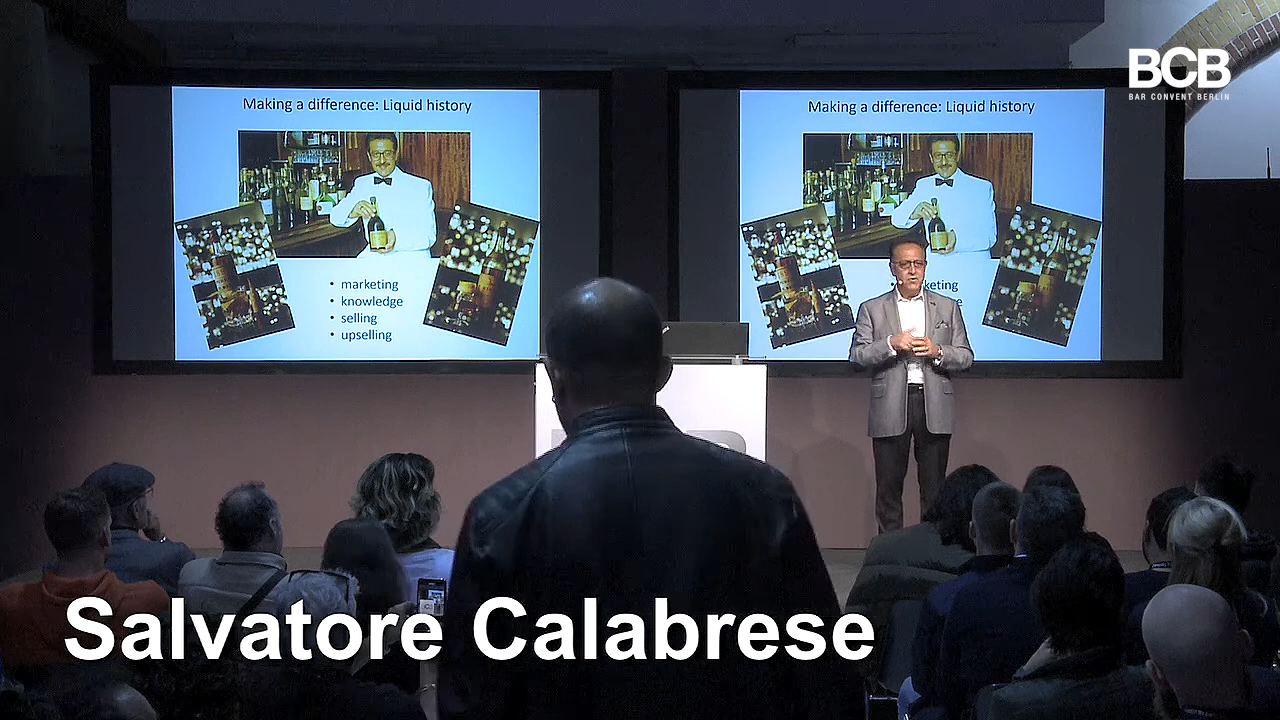 BCB
BAR CONVENT BERLIN
Making a difference: Liquid history
• marketing
• knowledge
• selling
• upselling
Making a difference: Liquid history
Salvatore Calabrese